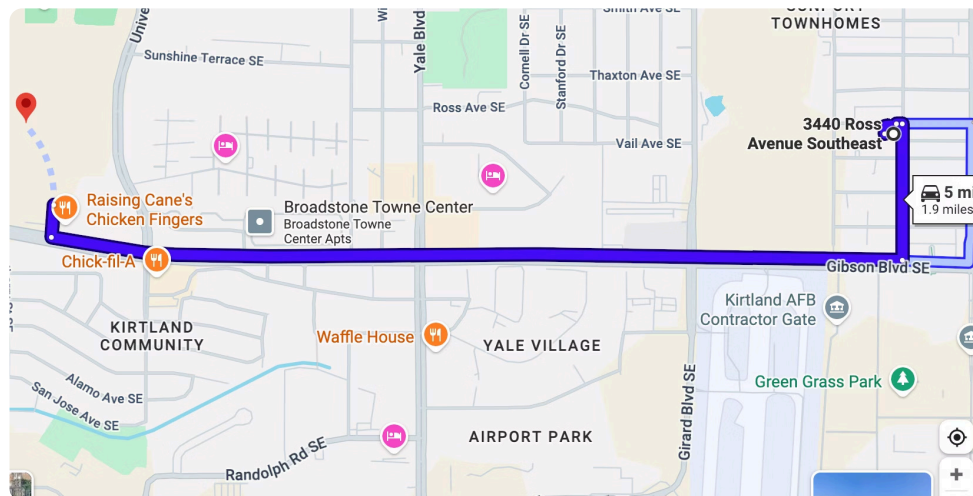 Smith Ave SE
TOWNHOMES
Yale Blvd
Cornell Dr SE
Stanford Dr SE
Sunshine Terrace SE
Thaxton Ave SE
Ross Ave SE
3440 Ross
Avenue Southeast
Vail Ave SE
5 mi
1.9 miles
Raising Cane's
Chicken Fingers
Broadstone Towne Center
Broadstone Towne
Center Apts
Chick-fil-A
Gibson Blvd SE
Kirtland AFB
Contractor Gate
KIRTLAND
COMMUNITY
Waffle House
YALE VILLAGE
Alamo Ave SE
San Jose Ave SE
Green Grass Park
Girard Blvd SE
AIRPORT PARK
Randolph Rd SE